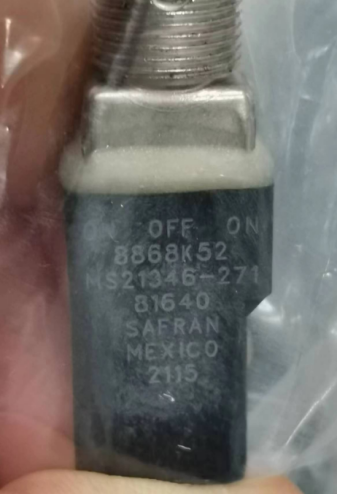 ON OFF ON
8868K52
MS21346-271
81640
SAFRAN
MEXICO
2115